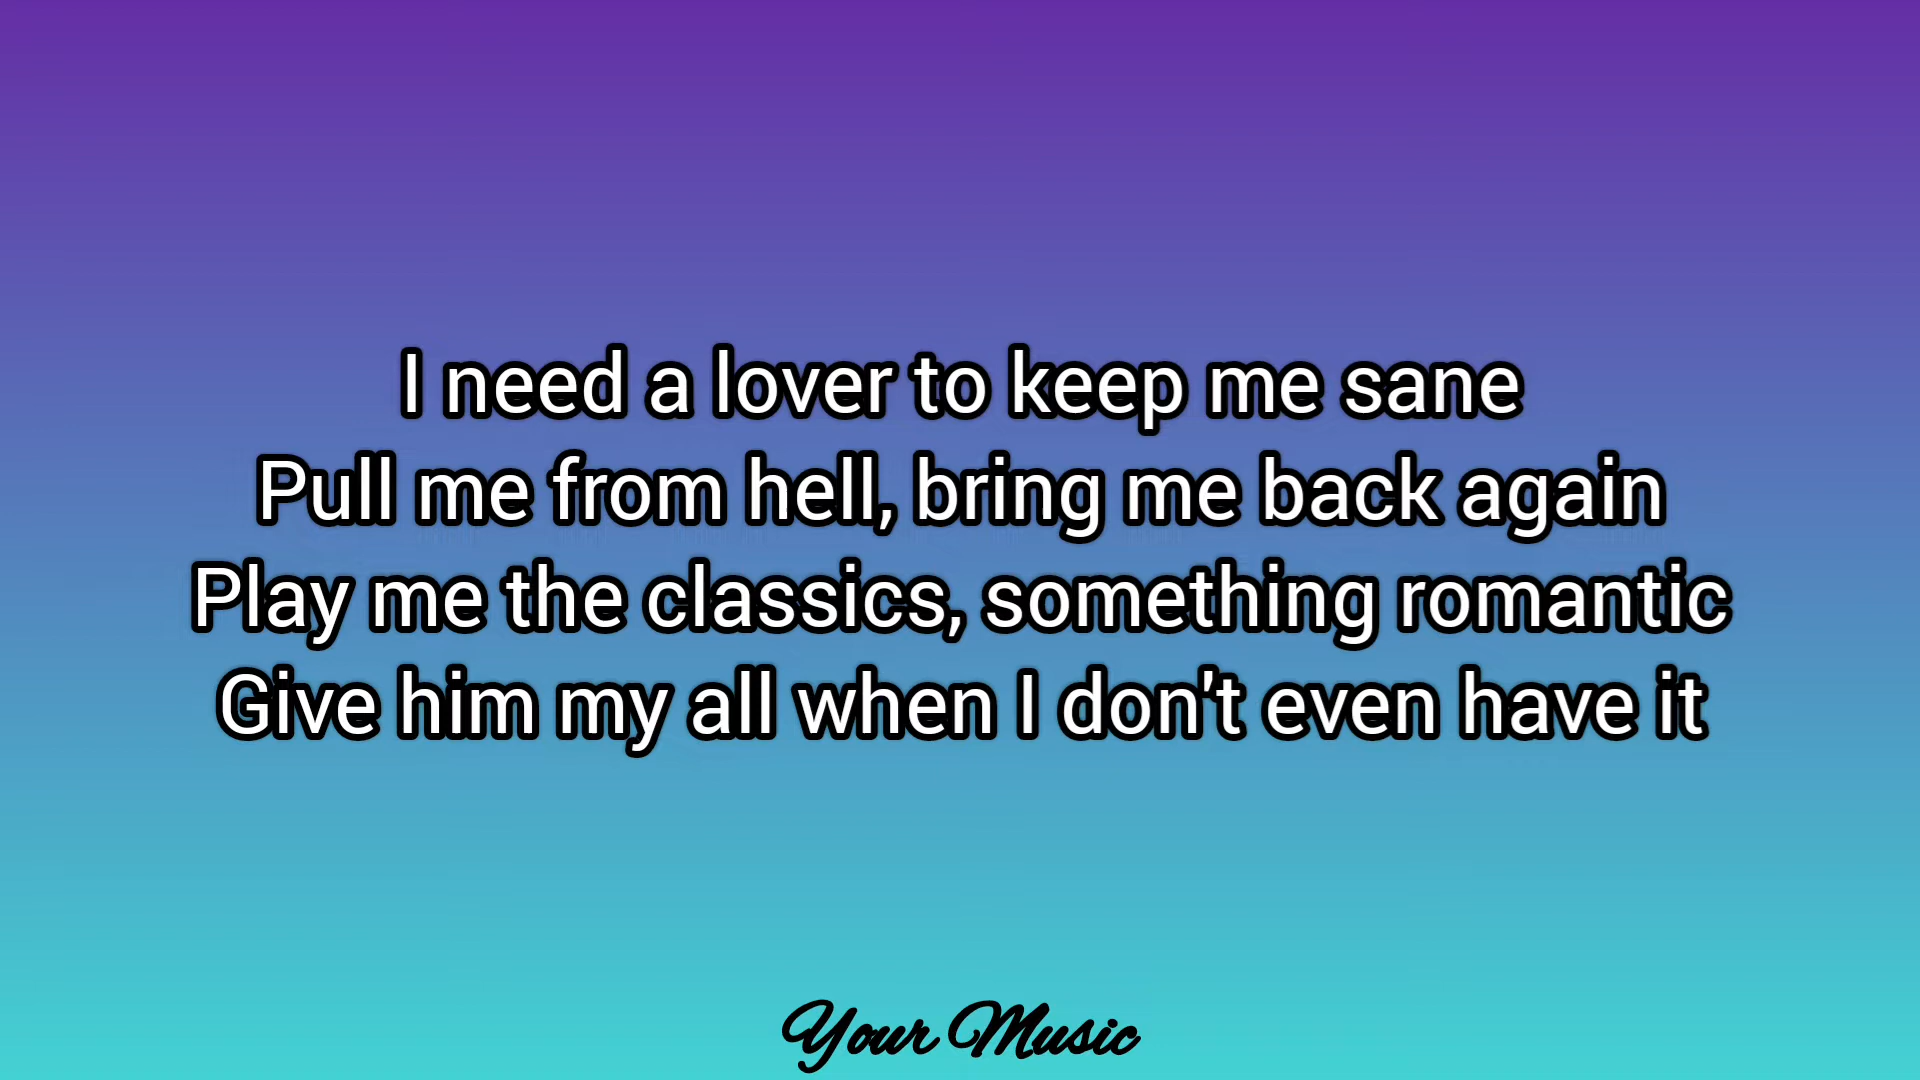 I need a lover to keep me sane
Pull me from hell, bring me back again
Play me the classics, something romantic
Give him my all when I don't even have it
Your Music